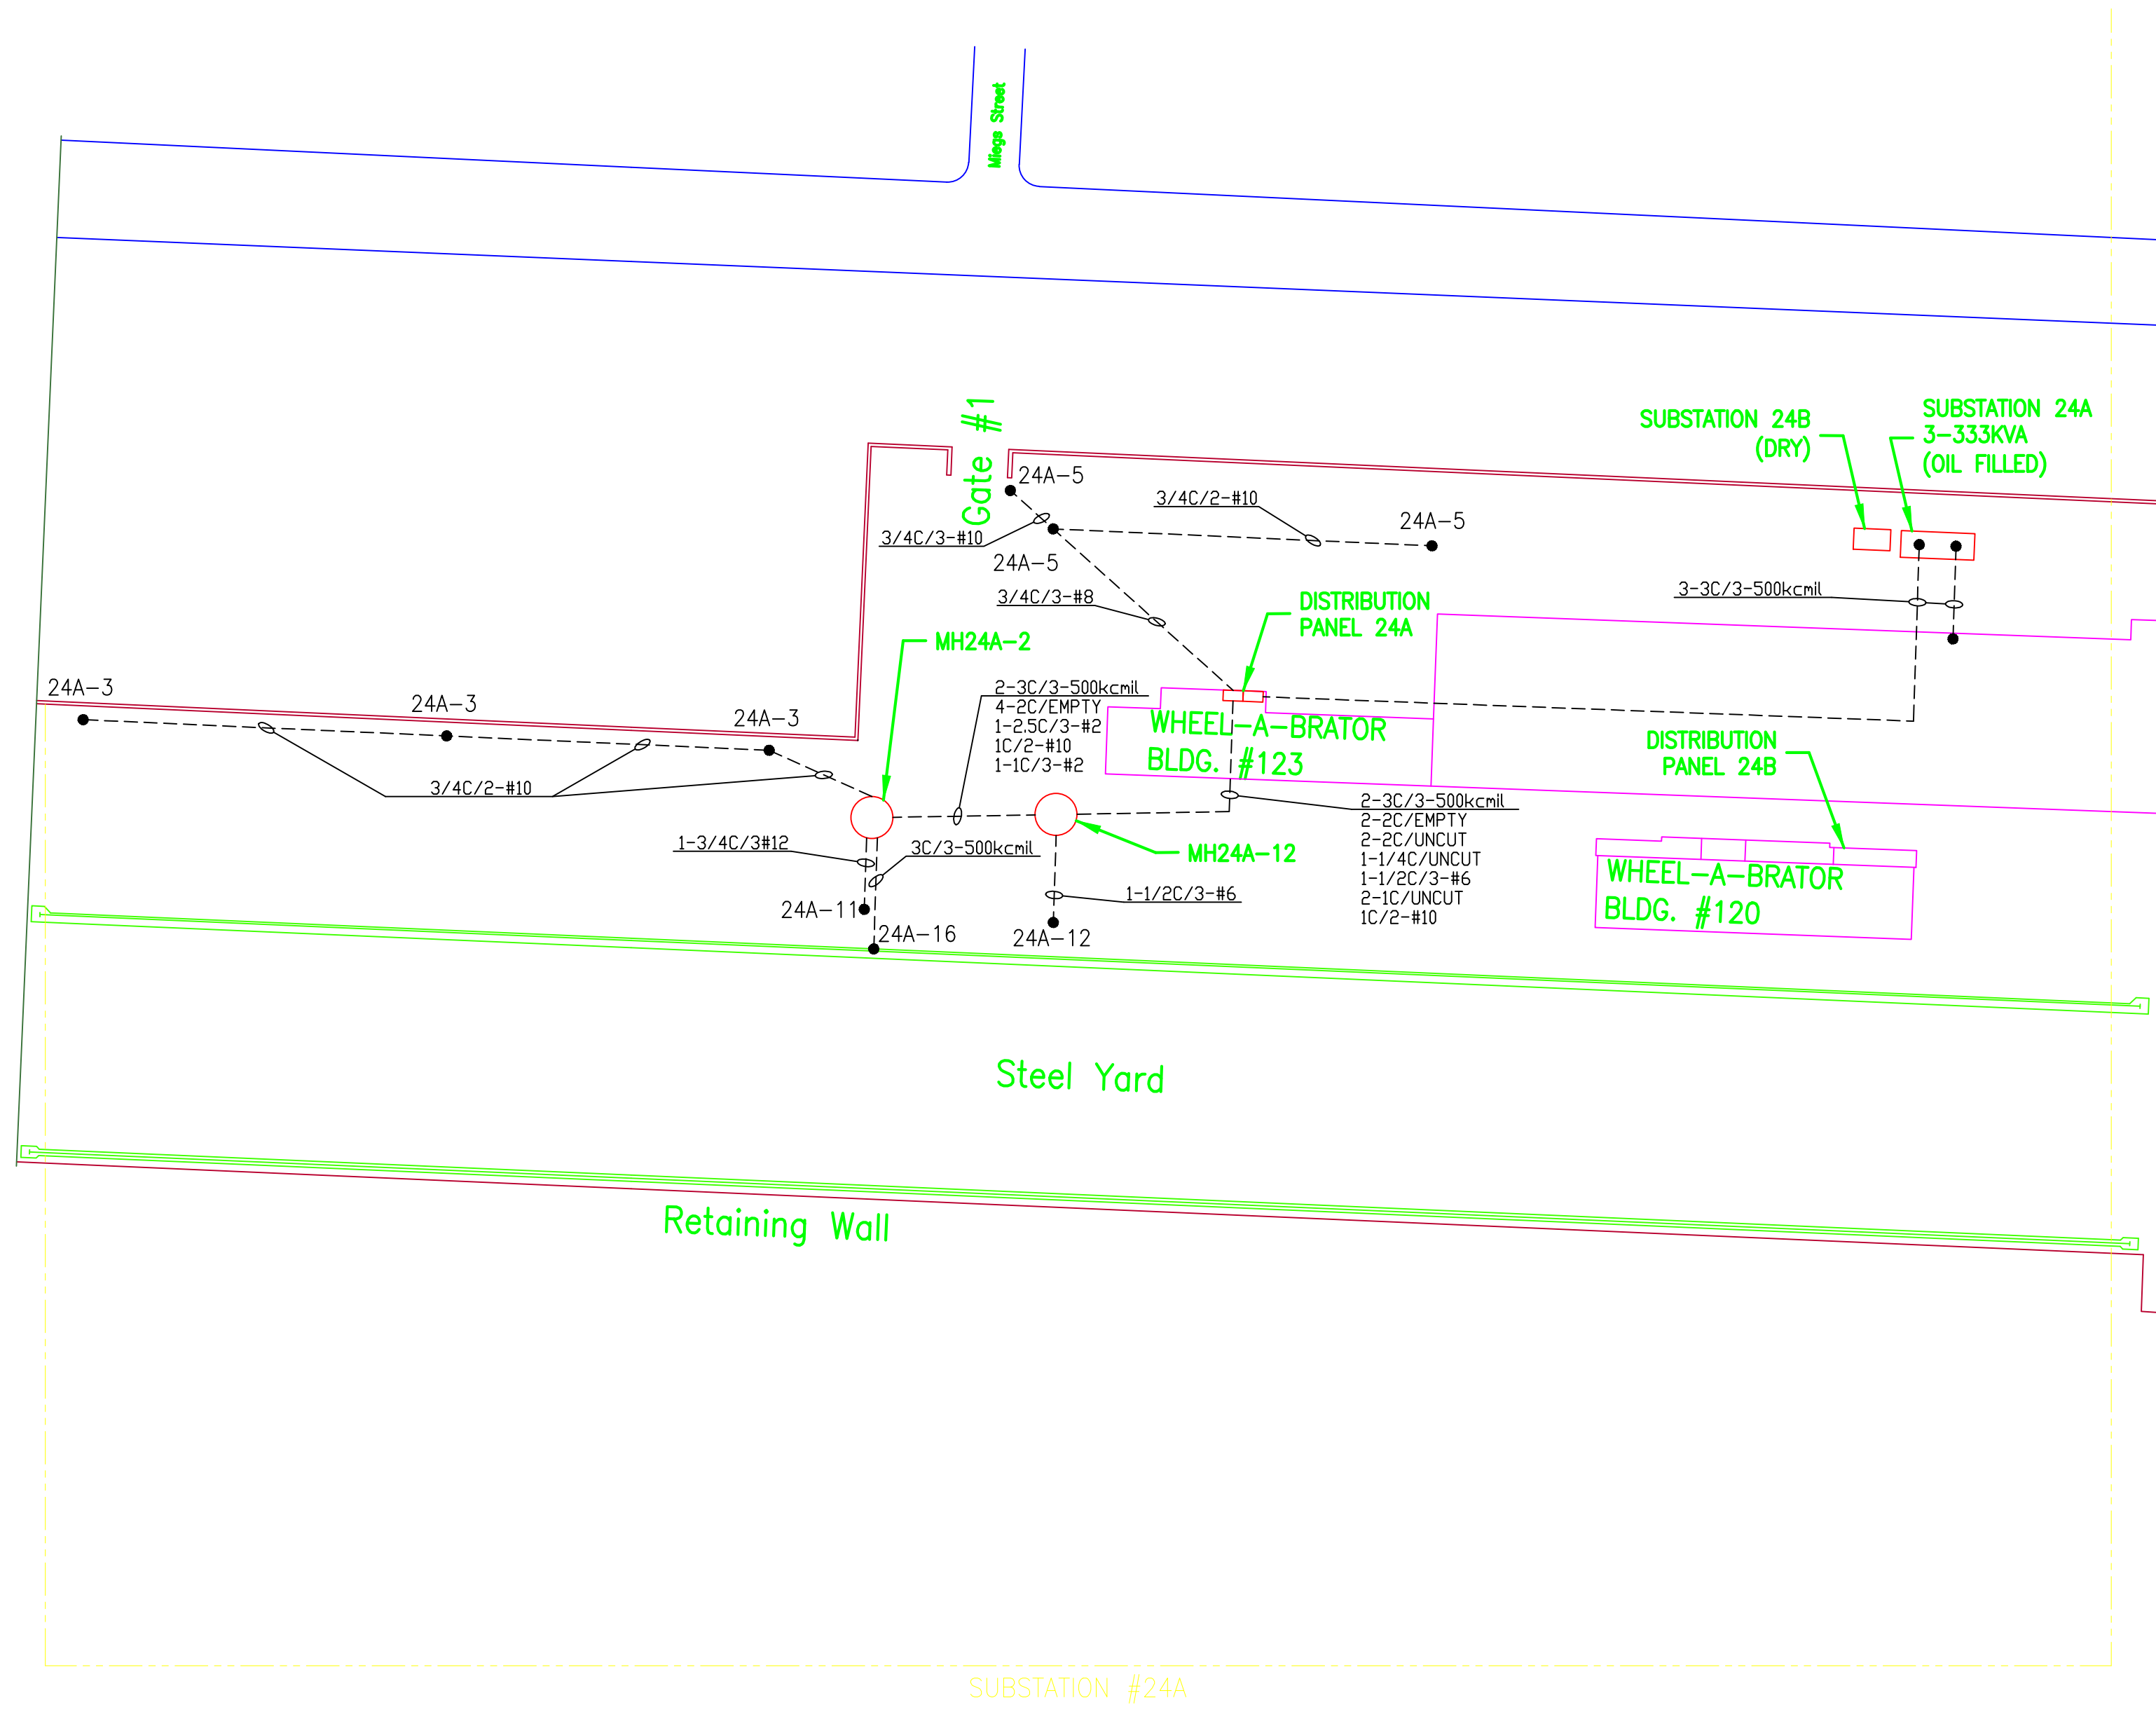 Miegs Street
SUBSTATION 24B
(DRY)
SUBSTATION 24A
3-333KVA
(OIL FILLED)
Gate #1
24A-5
3/4C/2-#10
24A-5
3/4C/3-#10
24A-5
3/4C/3-#8
3-3C/3-500kcmil
DISTRIBUTION
PANEL 24A
MH24A-2
24A-3
24A-3
24A-3
2-3C/3-500kcmil
4-2C/EMPTY
1-2.5C/3-#2
1C/2-#10
1-1C/3-#2
WHEEL-A-BRATOR
BLDG. #123
DISTRIBUTION
PANEL 24B
3/4C/2-#10
2-3C/3-500kcmil
2-2C/EMPTY
2-2C/UNCUT
1-1/4C/UNCUT
1-1/2C/3-#6
2-1C/UNCUT
1C/2-#10
1-3/4C/3#12
3C/3-500kcmil
MH24A-12
WHEEL-A-BRATOR
BLDG. #120
1-1/2C/3-#6
24A-11
24A-16
24A-12
Steel Yard
Retaining Wall
SUBSTATION #24A